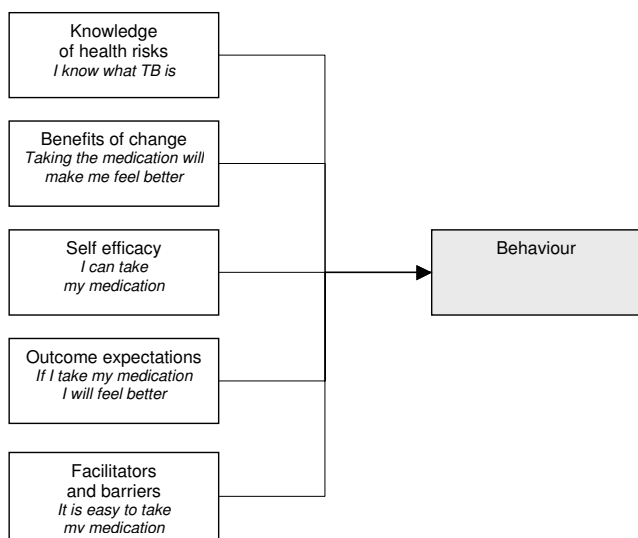 Knowledge
of health risks
I know what TB is
Benefits of change
Taking the medication will
make me feel better
Self efficacy
I can take
my medication
Behaviour
Outcome expectations
If I take my medication
I will feel better
Facilitators
and barriers
It is easy to take
my medication